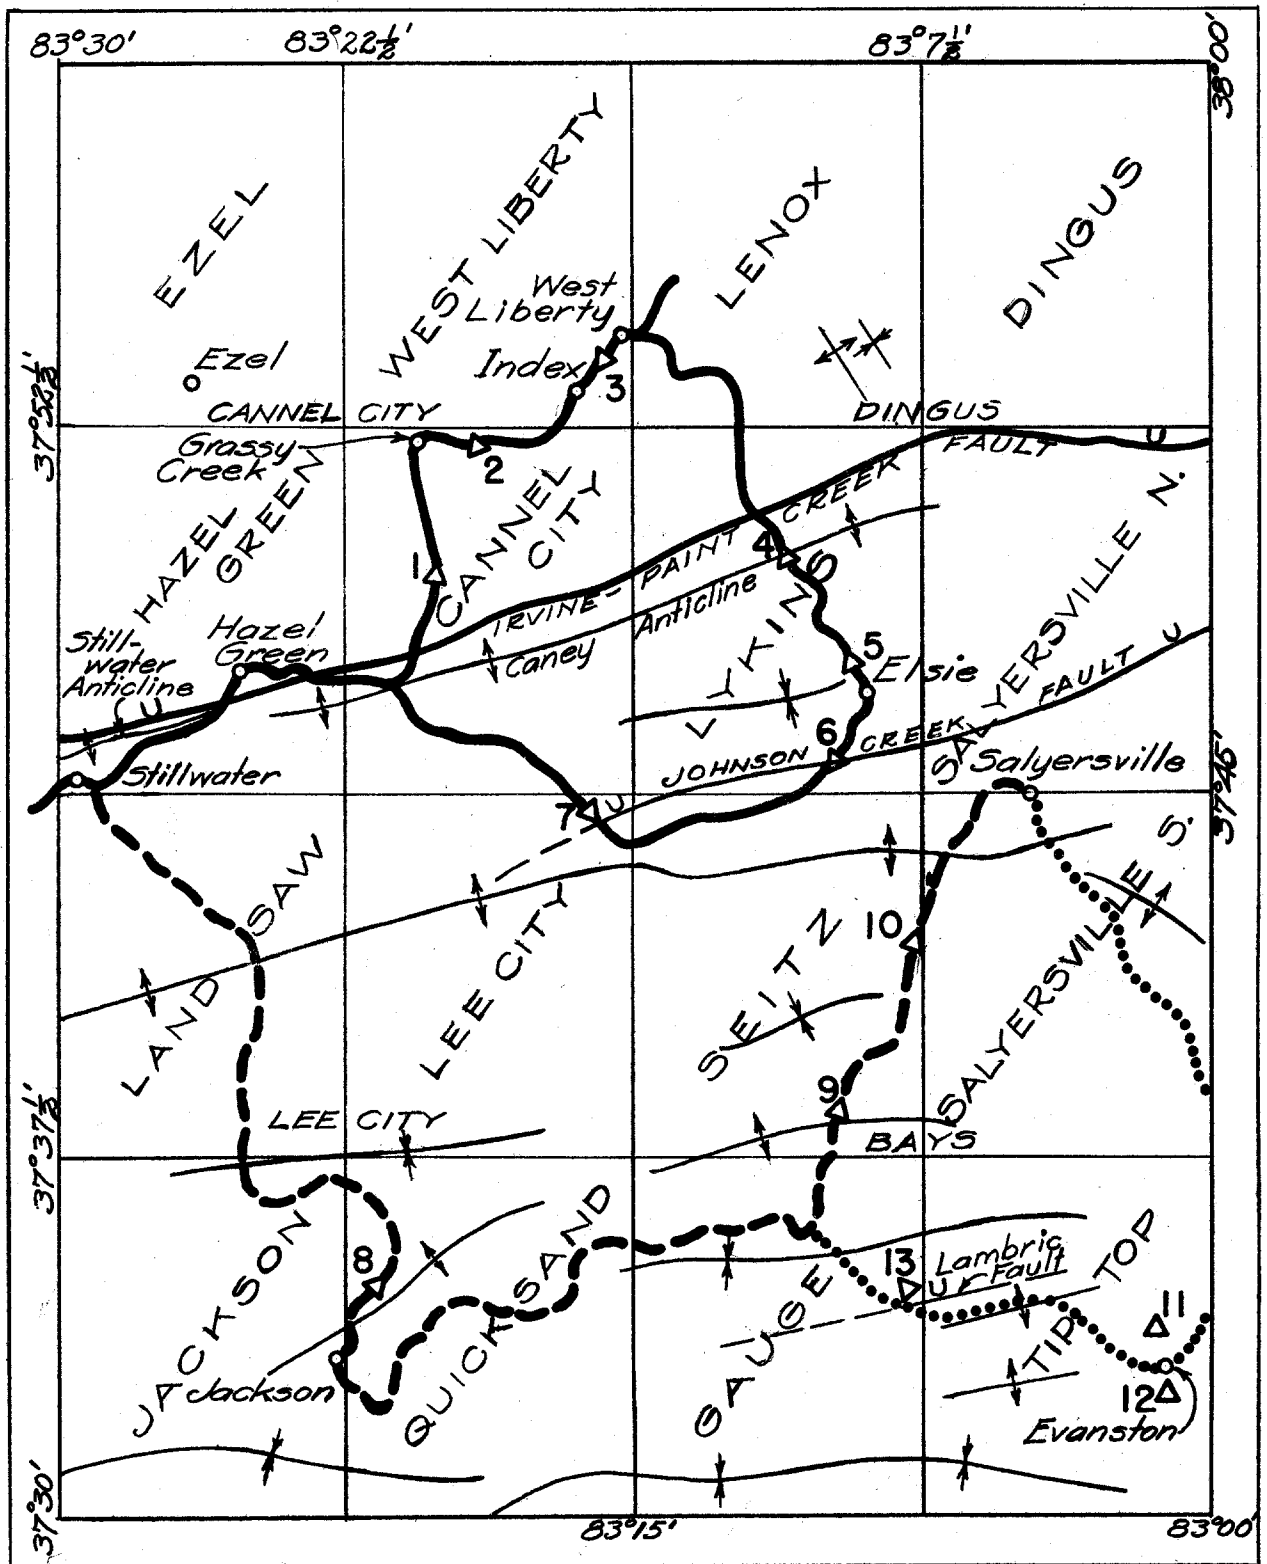 83°30'
83°22½'
83°7½'
38°00'
EZEL
WEST LIBERTY
LENOX
DINGUS
West
Liberty
Ezel
Index
3
37°52½'
CANNEL CITY
DINGUS
Grassy
Creek
2
FAULT
U
HAZEL
GREEN
CANNEL
CITY
IRVINE-PAINT CREEK
4
SALYERSVILLE N.
1
Caney Anticline
LYKINS
Hazel
Green
Still-
water
Anticline
U
5
Elsie
6
JOHNSON CREEK FAULT
U
Stillwater
Salyersville
37°45'
7
U
LAND SAW
LEE CITY
SEITZ
10
SALYERSVILLE S.
9
37°37½'
LEE CITY
BAYS
JACKSON
8
QUICKSAND
GAUGE
13
Lambric
Fault
U
TIP TOP
11
Jackson
12
Evanston
37°30'
83°15'
83°00'